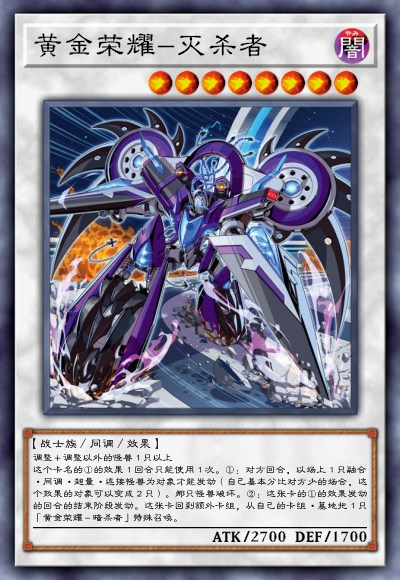 黄金荣耀-灭杀者
やみ
闇
【战士族/同调/效果】
调整+调整以外的怪兽1只以上
这个卡名的①的效果1回合只能使用1次。①:对方回合,以场上1只融合
·同调·超量·连接怪兽为对象才能发动(自己基本分比对方少的场合,这
个效果的对象可以变成2只)。那只怪兽破坏。②:这张卡的①的效果发动
的回合的结束阶段发动。这张卡回到额外卡组,从自己的卡组·墓地把1只
「黄金荣耀-暗杀者」特殊召唤。
ATK/2700 DEF/1700